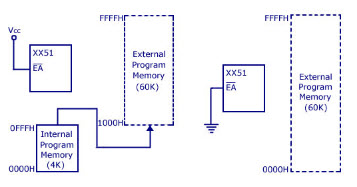 Vcc
XX51
EA
FFFFH
External
Program
Memory
(60K)
1000H
0FFFH
Internal
Program
Memory
(4K)
0000H
XX51
EA
FFFFH
External
Program
Memory
(60K)
0000H